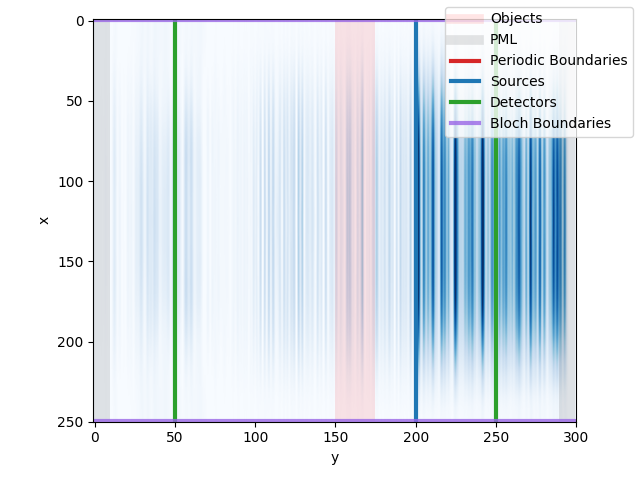 Objects
PML
Periodic Boundaries
Sources
Detectors
Bloch Boundaries
0
50
100
150
200
250
x
0
50
100
150
200
250
300
y